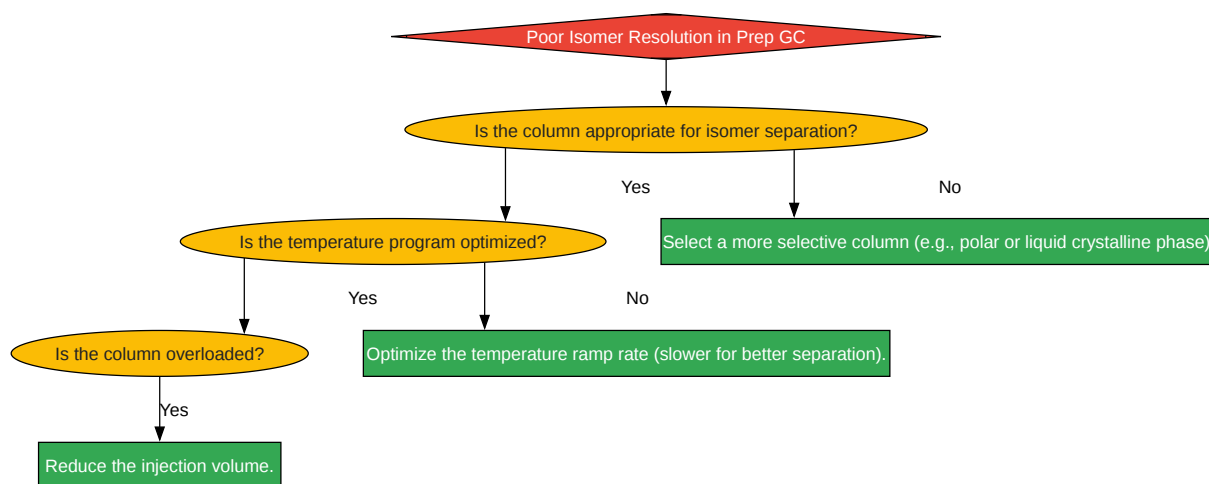 Poor Isomer Resolution in Prep GC
Is the column appropriate for isomer separation?
Yes
No
Is the temperature program optimized?
Select a more selective column (e.g., polar or liquid crystalline phase)
Yes
No
Is the column overloaded?
Optimize the temperature ramp rate (slower for better separation).
Yes
Reduce the injection volume.